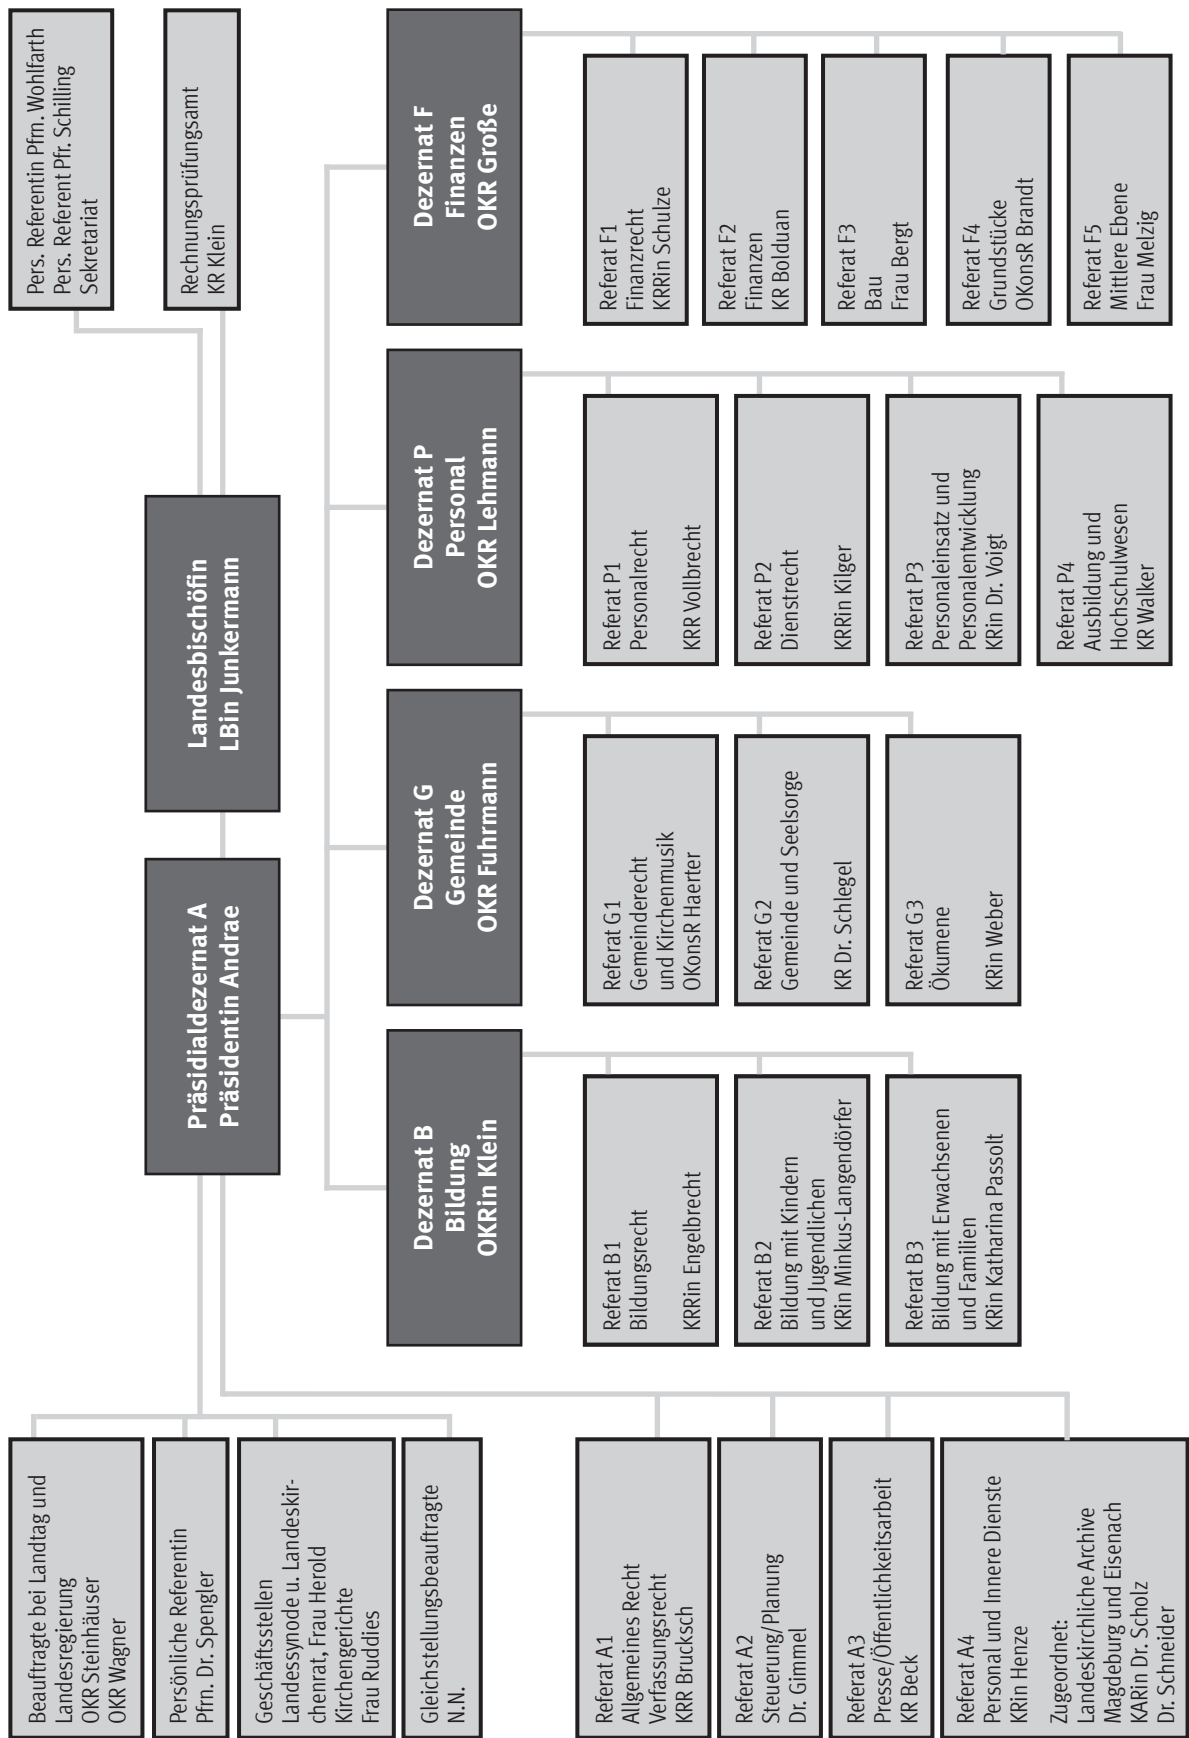 Beauftragte bei Landtag und
Landesregierung
OKR Steinhäuser
OKR Wagner
Persönliche Referentin
Pfrn. Dr. Spengler
Geschäftsstellen
Landessynode u. Landeskir-
chenrat, Frau Herold
Kirchengerichte
Frau Ruddies
Gleichstellungsbeauftragte
N.N.
Präsidialdezernat A
Präsidentin Andrae
Landesbischöfin
LBin Junkermann
Pers. Referentin Pfrn. Wohlfarth
Pers. Referent Pfr. Schilling
Sekretariat
Rechnungsprüfungsamt
KR Klein
Referat A1
Allgemeines Recht
Verfassungsrecht
KRR Brucksch
Referat A2
Steuerung/Planung
Dr. Gimmel
Referat A3
Presse/Öffentlichkeitsarbeit
KR Beck
Referat A4
Personal und Innere Dienste
KRin Henze
Zugeordnet:
Landeskirchliche Archive
Magdeburg und Eisenach
KARin Dr. Scholz
Dr. Schneider
Dezernat B
Bildung
OKRin Klein
Referat B1
Bildungsrecht
KRRin Engelbrecht
Referat B2
Bildung mit Kindern
und Jugendlichen
KRin Minkus-Langendörfer
Referat B3
Bildung mit Erwachsenen
und Familien
KRin Katharina Passolt
Dezernat G
Gemeinde
OKR Fuhrmann
Referat G1
Gemeinderecht
und Kirchenmusik
OKonsR Haerter
Referat G2
Gemeinde und Seelsorge
KR Dr. Schlegel
Referat G3
Ökumene
KRin Weber
Dezernat P
Personal
OKR Lehmann
Referat P1
Personalrecht
KRR Vollbrecht
Referat P2
Dienstrecht
KRRin Kilger
Referat P3
Personaleinsatz und
Personalentwicklung
KRin Dr. Voigt
Referat P4
Ausbildung und
Hochschulwesen
KR Walker
Dezernat F
Finanzen
OKR Große
Referat F1
Finanzrecht
KRRin Schulze
Referat F2
Finanzen
KR Bolduan
Referat F3
Bau
Frau Bergt
Referat F4
Grundstücke
OKonsR Brandt
Referat F5
Mittlere Ebene
Frau Melzig